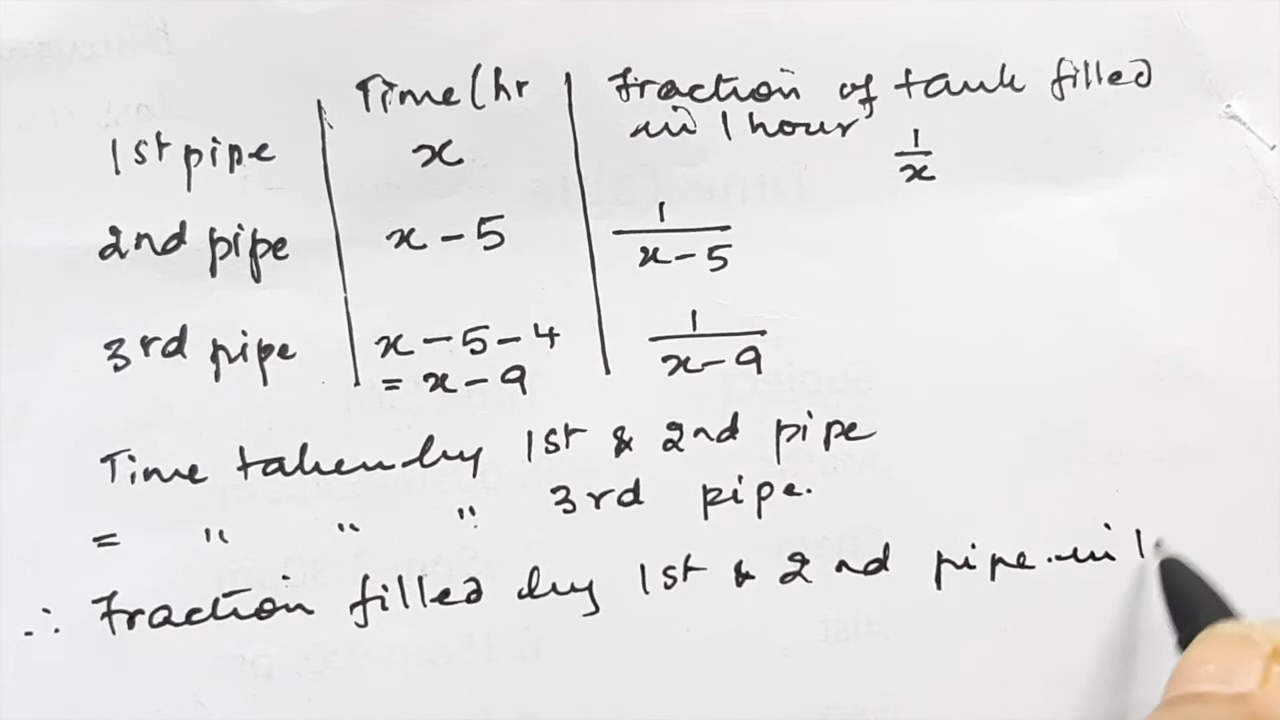 Time (hr Fraction of tank filled
in 1 hour
1st pipe x 1/x
2nd pipe x - 5 1/(x - 5)
3rd pipe x - 5 - 4 1/(x - 9)
= x - 9
Time taken by 1st & 2nd pipe
= " " " 3rd pipe.
∴ Fraction filled by 1st & 2nd pipe in 1